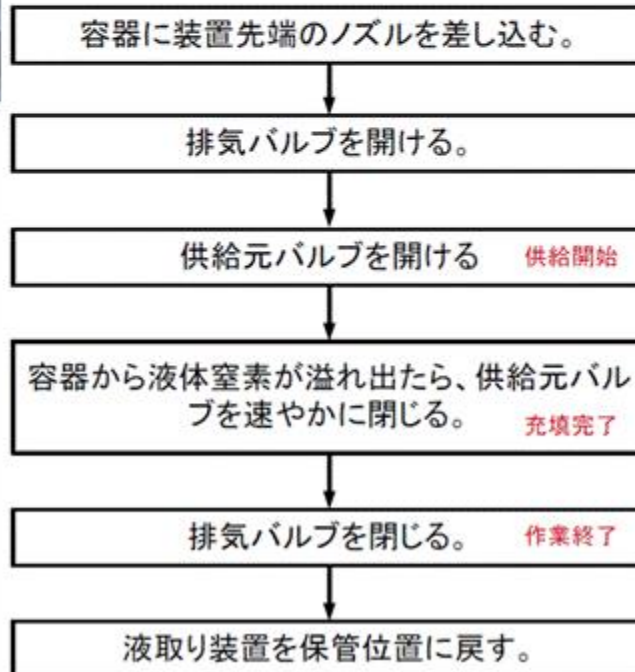 容器に装置先端のノズルを差し込む。
排気バルブを開ける。
供給元バルブを開ける 供給開始
容器から液体窒素が溢れ出たら、供給元バル
ブを速やかに閉じる。 充填完了
排気バルブを閉じる。 作業終了
液取り装置を保管位置に戻す。